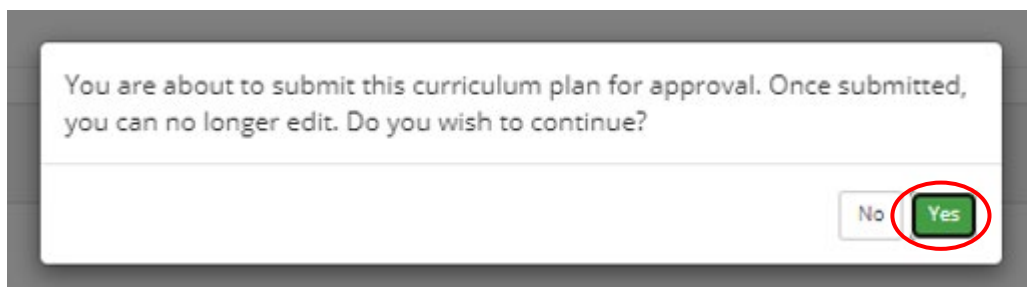 You are about to submit this curriculum plan for approval. Once submitted,
you can no longer edit. Do you wish to continue?
No
Yes